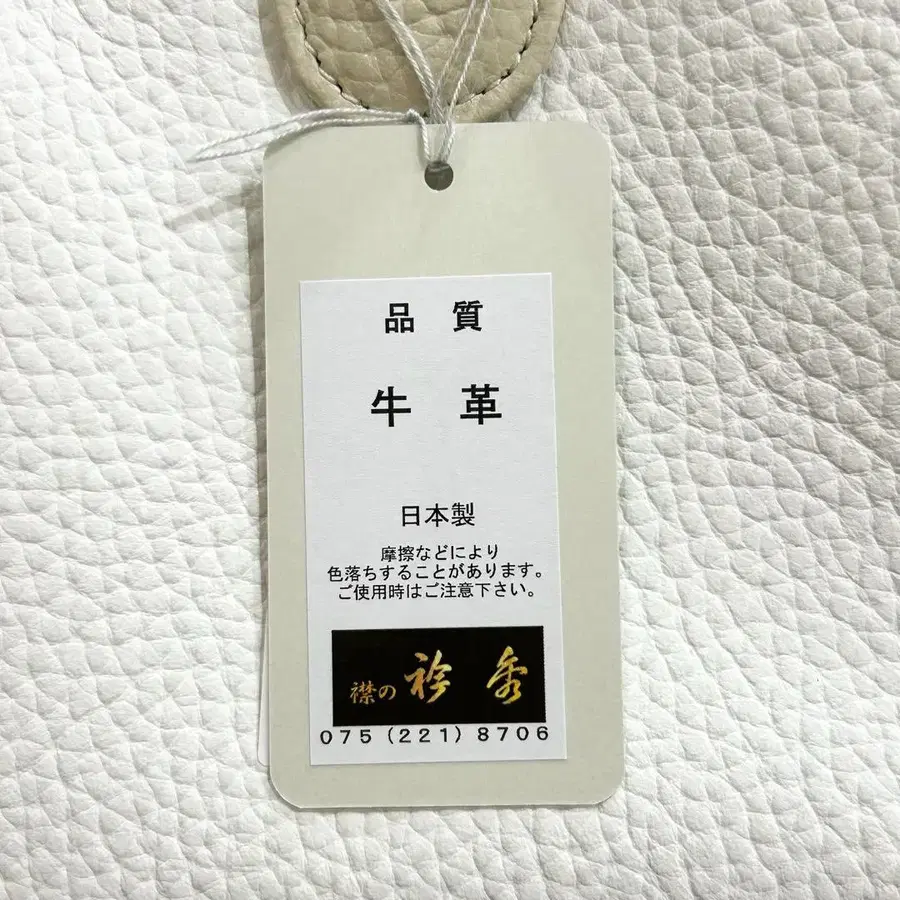 品 質
牛 革
日本製
摩擦などにより
色落ちすることがあります。
ご使用時はご注意下さい。
襟の 衿 秀
075(221)8706